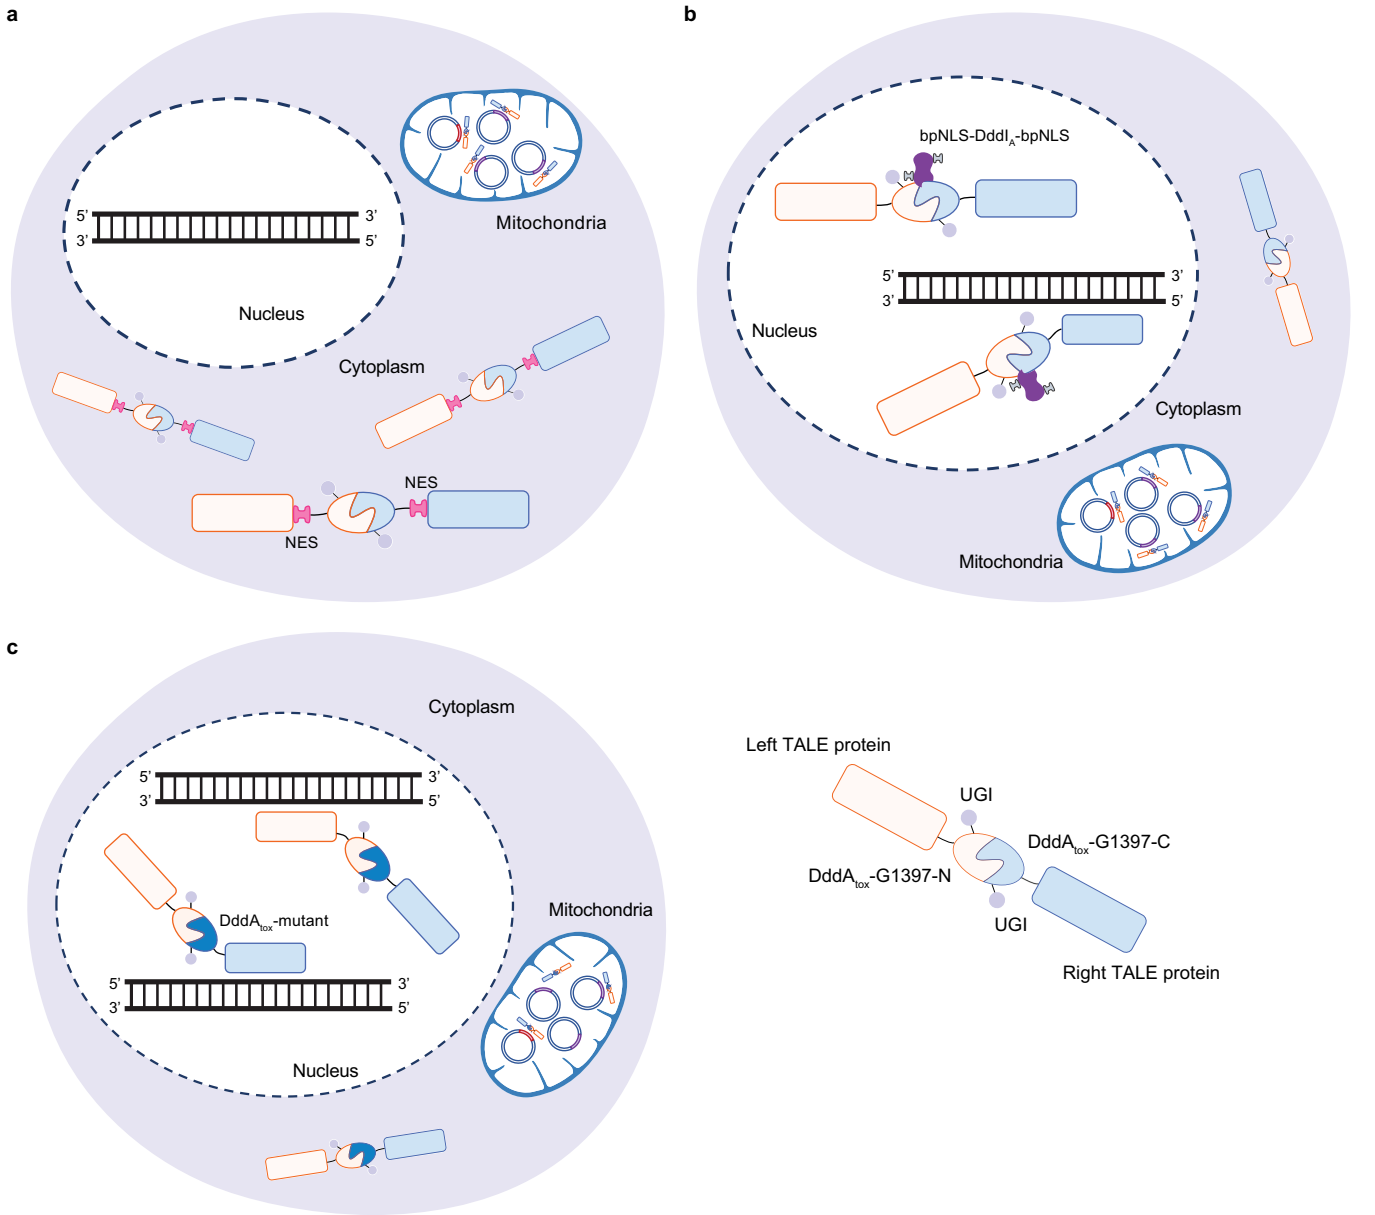 a
5’ 3’
3’ 5’
Mitochondria
Nucleus
Cytoplasm
NES
NES
b
bpNLS-DddIA-bpNLS
5’ 3’
3’ 5’
Nucleus
Cytoplasm
Mitochondria
c
Cytoplasm
5’ 3’
3’ 5’
DddAtox-mutant
Mitochondria
5’ 3’
3’ 5’
Nucleus
Left TALE protein
UGI
DddAtox-G1397-C
DddAtox-G1397-N
UGI
Right TALE protein